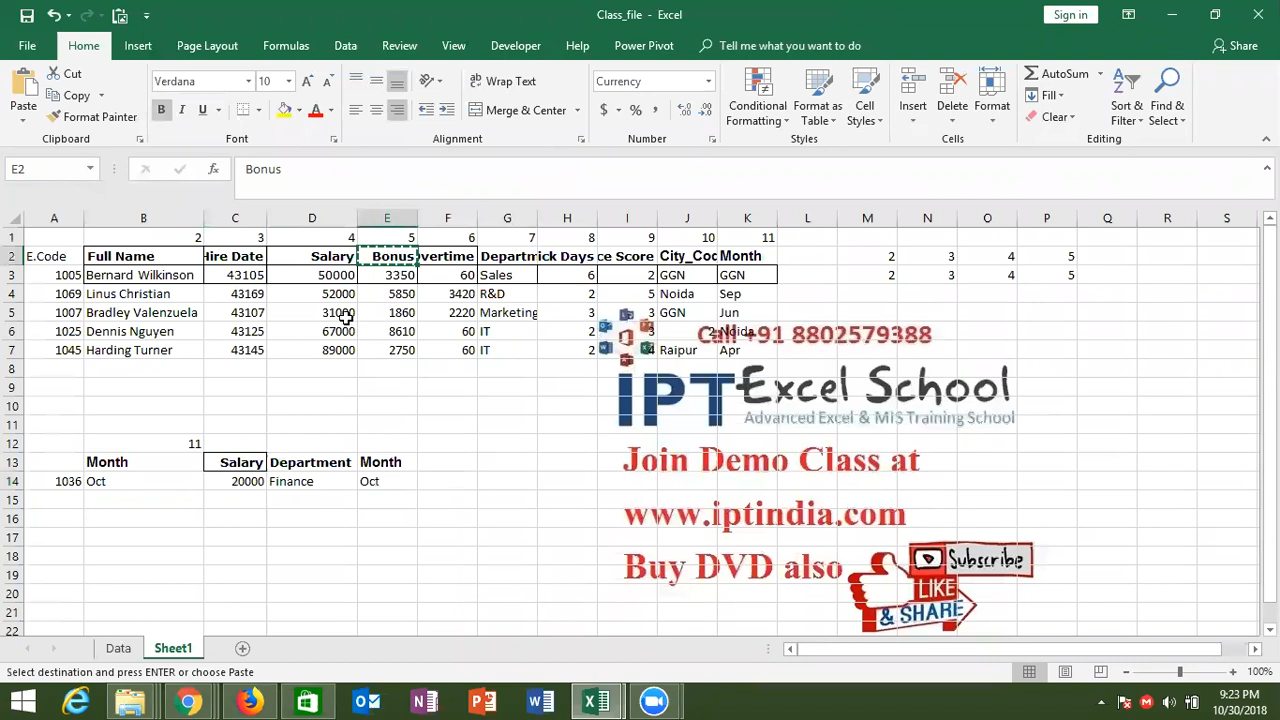 Class_file - Excel
Sign in
File Home Insert Page Layout Formulas Data Review View Developer Help Power Pivot Tell me what you want to do Share
Cut
Copy
Format Painter
Paste
Clipboard
Verdana 10
B I U
Font
Wrap Text
Merge & Center
Alignment
Currency
$ % ,
Number
Conditional Formatting
Format as Table
Cell Styles
Styles
Insert
Delete
Format
Cells
AutoSum
Fill
Clear
Sort & Filter
Find & Select
Editing
E2 fx Bonus
A B C D E F G H I J K L M N O P Q R S
1 2 3 4 5 6 7 8 9 10 11
2 E.Code Full Name Hire Date Salary Bonus vertime Departm ck Days ce Score City_Coc Month 2 3 4 5
3 1005 Bernard Wilkinson 43105 50000 3350 60 Sales 6 2 GGN GGN 2 3 4 5
4 1069 Linus Christian 43169 52000 5850 3420 R&D 2 5 Noida Sep
5 1007 Bradley Valenzuela 43107 31000 1860 2220 Marketing 3 3 GGN Jun
6 1025 Dennis Nguyen 43125 67000 8610 60 IT 2 3 2 Noida
7 1045 Harding Turner 43145 89000 2750 60 IT 2 4 Raipur Apr
8
9
10
11
12 11
13 Month Salary Department Month
14 1036 Oct 20000 Finance Oct
15
16
17
18
19
20
21
22
Call +91 8802579388
IPT Excel School
Advanced Excel & MIS Training School
Join Demo Class at
www.iptindia.com
Buy DVD also
Subscribe
LIKE
& SHARE
Data Sheet1
Select destination and press ENTER or choose Paste
100%
9:23 PM
10/30/2018